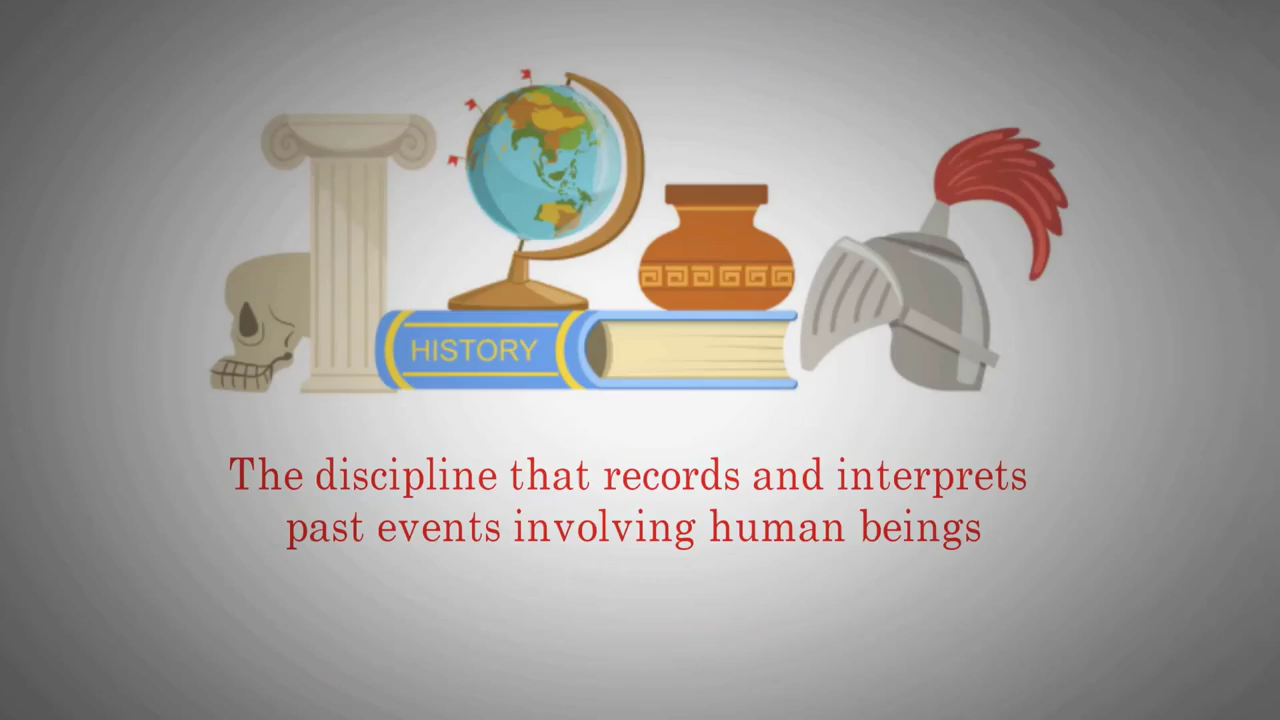 HISTORY
The discipline that records and interprets
past events involving human beings